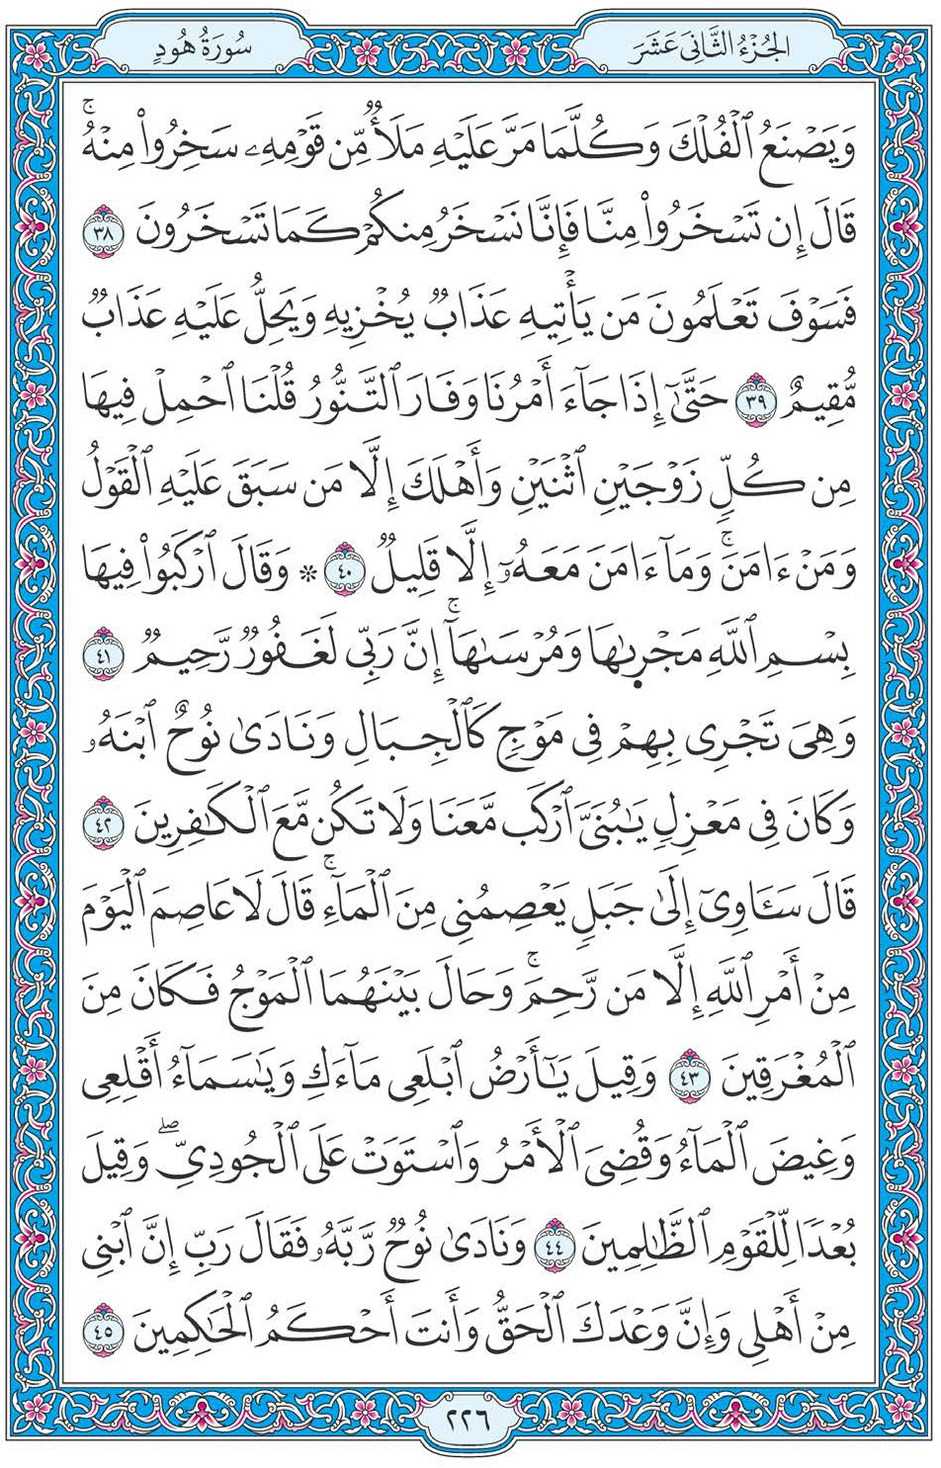 الجُزْءُ الثَّانِي عَشَرَ
سُورَةُ هُودٍ
وَيَصْنَعُ ٱلْفُلْكَ وَكُلَّمَا مَرَّ عَلَيْهِ مَلَأٌ مِّن قَوْمِهِۦ سَخِرُوا۟ مِنْهُ ۚ
قَالَ إِن تَسْخَرُوا۟ مِنَّا فَإِنَّا نَسْخَرُ مِنكُمْ كَمَا تَسْخَرُونَ ٣٨
فَسَوْفَ تَعْلَمُونَ مَن يَأْتِيهِ عَذَابٌ يُخْزِيهِ وَيَحِلُّ عَلَيْهِ عَذَابٌ
مُّقِيمٌ ٣٩ حَتَّىٰٓ إِذَا جَآءَ أَمْرُنَا وَفَارَ ٱلتَّنُّورُ قُلْنَا ٱحْمِلْ فِيهَا
مِن كُلٍّ زَوْجَيْنِ ٱثْنَيْنِ وَأَهْلَكَ إِلَّا مَن سَبَقَ عَلَيْهِ ٱلْقَوْلُ
وَمَنْ ءَامَنَ ۚ وَمَآ ءَامَنَ مَعَهُۥٓ إِلَّا قَلِيلٌ ٤٠ * وَقَالَ ٱرْكَبُوا۟ فِيهَا
بِسْمِ ٱللَّهِ مَجْر۪ىٰهَا وَمُرْسَىٰهَآ ۚ إِنَّ رَبِّى لَغَفُورٌ رَّحِيمٌ ٤١
وَهِىَ تَجْرِى بِهِمْ فِى مَوْجٍ كَٱلْجِبَالِ وَنَادَىٰ نُوحٌ ٱبْنَهُۥ
وَكَانَ فِى مَعْزِلٍ يَـٰبُنَىَّ ٱرْكَب مَّعَنَا وَلَا تَكُن مَّعَ ٱلْكَـٰفِرِينَ ٤٢
قَالَ سَـَٔاوِىٓ إِلَىٰ جَبَلٍ يَعْصِمُنِى مِنَ ٱلْمَآءِ ۚ قَالَ لَا عَاصِمَ ٱلْيَوْمَ
مِنْ أَمْرِ ٱللَّهِ إِلَّا مَن رَّحِمَ ۚ وَحَالَ بَيْنَهُمَا ٱلْمَوْجُ فَكَانَ مِنَ
ٱلْمُغْرَقِينَ ٤٣ وَقِيلَ يَـٰٓأَرْضُ ٱبْلَعِى مَآءَكِ وَيَـٰسَمَآءُ أَقْلِعِى
وَغِيضَ ٱلْمَآءُ وَقُضِىَ ٱلْأَمْرُ وَٱسْتَوَتْ عَلَى ٱلْجُودِىِّ ۖ وَقِيلَ
بُعْدًا لِّلْقَوْمِ ٱلظَّـٰلِمِينَ ٤٤ وَنَادَىٰ نُوحٌ رَّبَّهُۥ فَقَالَ رَبِّ إِنَّ ٱبْنِى
مِنْ أَهْلِى وَإِنَّ وَعْدَكَ ٱلْحَقُّ وَأَنتَ أَحْكَمُ ٱلْحَـٰكِمِينَ ٤٥
٢٢٦